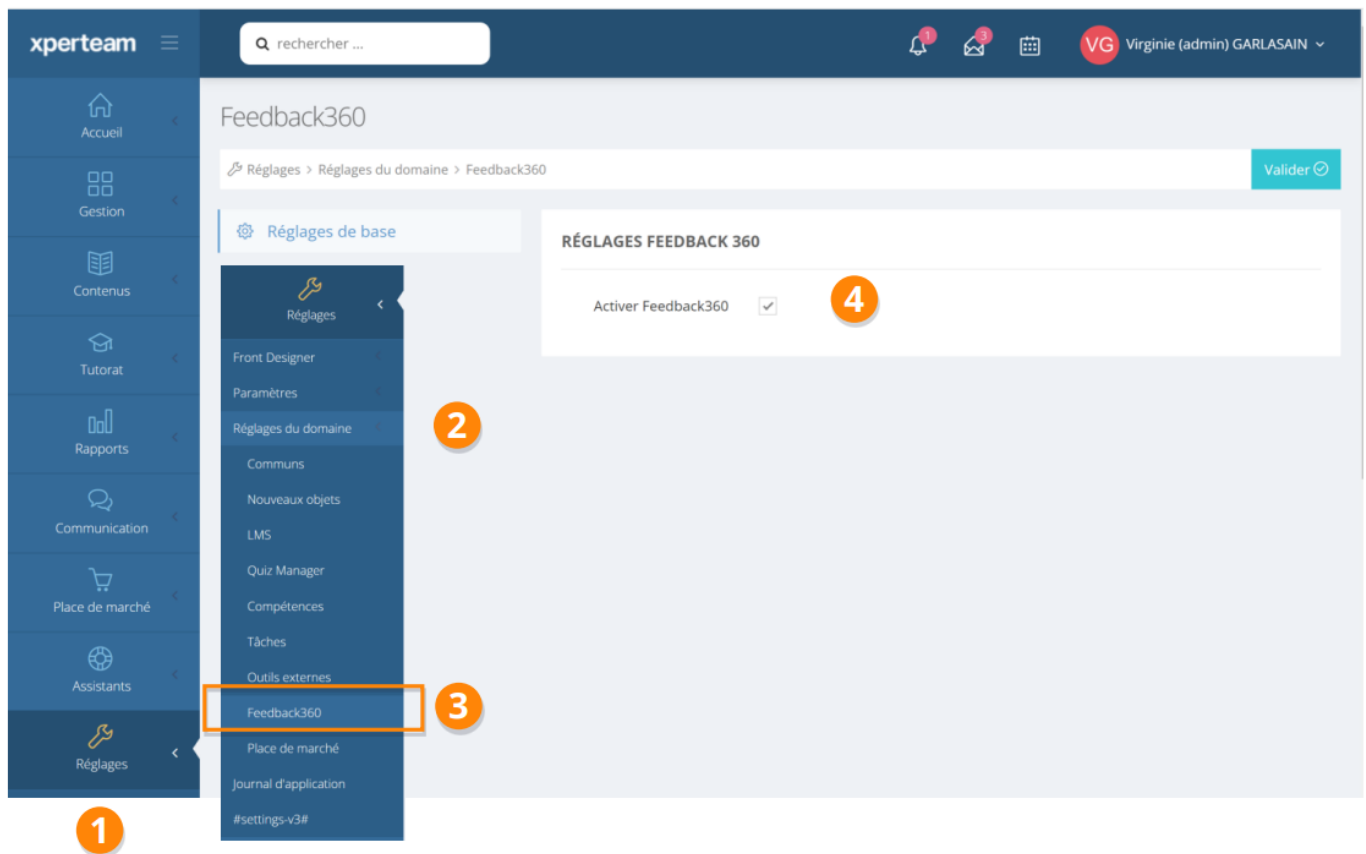 xperteam
rechercher ...
1
3
VG
Virginie (admin) GARLASAIN
Accueil
Gestion
Contenus
Tutorat
Rapports
Communication
Place de marché
Assistants
Réglages
1
Feedback360
Réglages > Réglages du domaine > Feedback360
Valider
Réglages de base
Réglages
Front Designer
Paramètres
Réglages du domaine
2
Communs
Nouveaux objets
LMS
Quiz Manager
Compétences
Tâches
Outils externes
Feedback360
3
Place de marché
Journal d'application
#settings-v3#
RÉGLAGES FEEDBACK 360
Activer Feedback360
4